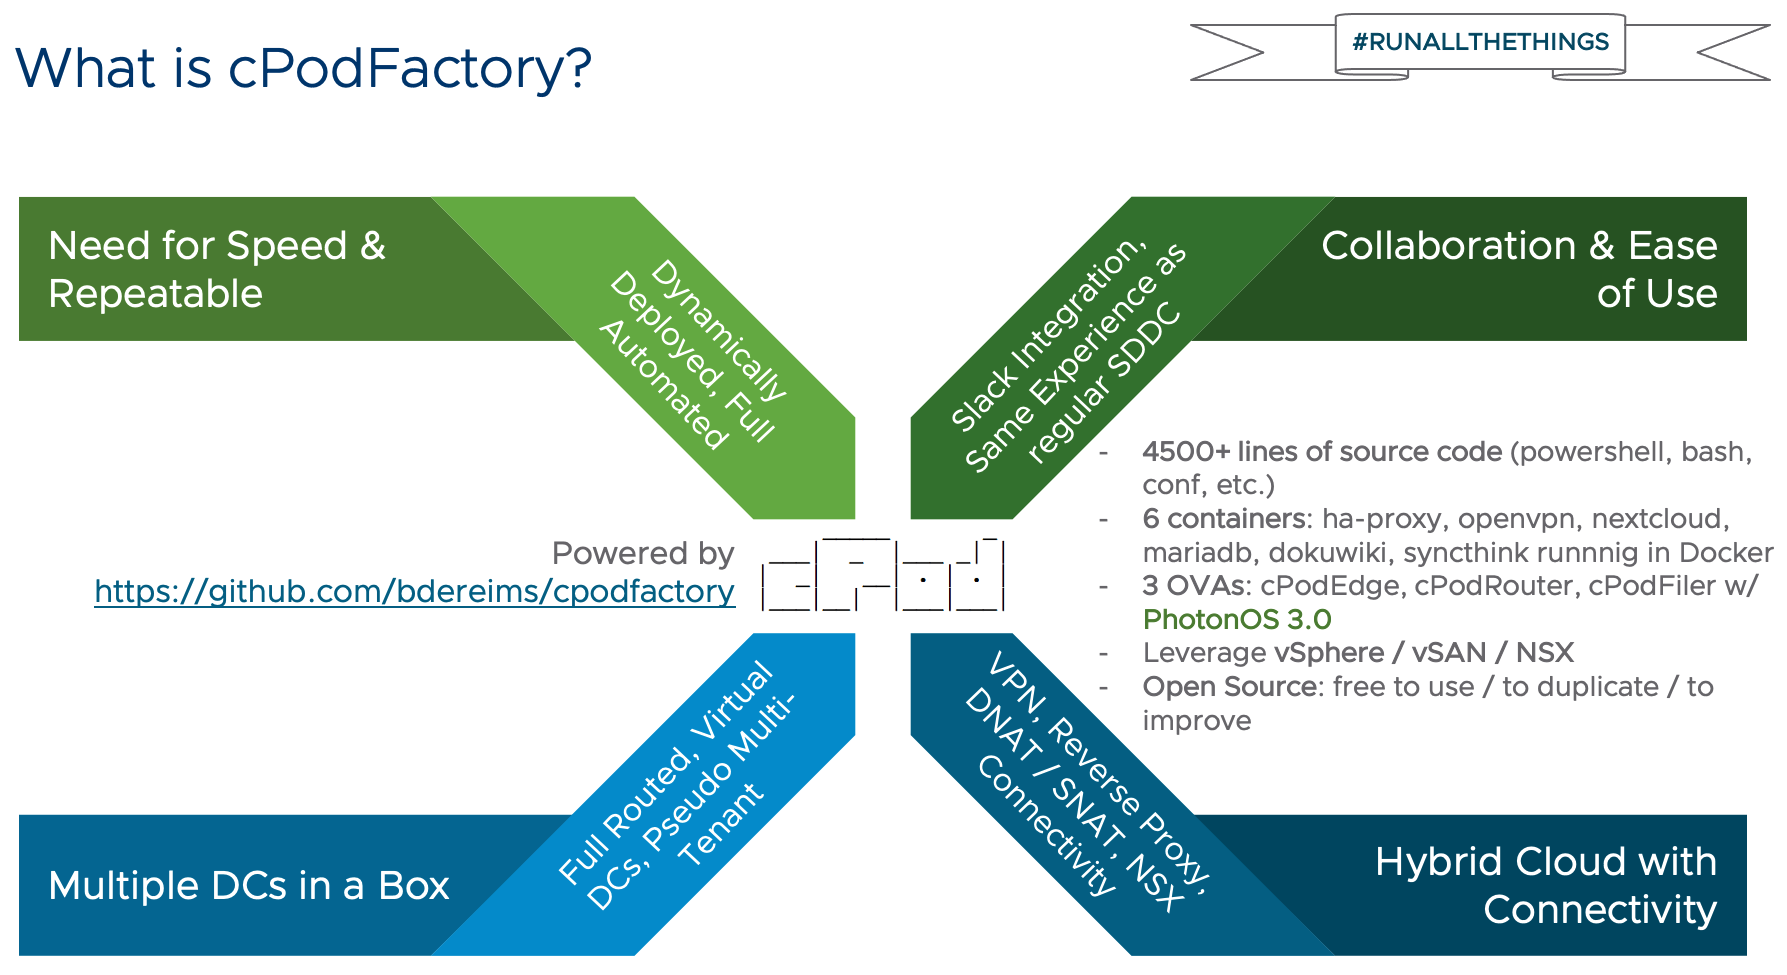 What is cPodFactory?
#RUNALLTHETHINGS
Need for Speed &
Repeatable
Dynamically
Deployed, Full
Automated
Slack Integration,
Same Experience as
regular SDDC
Collaboration & Ease
of Use
Powered by
https://github.com/bdereims/cpodfactory
cPod
- 4500+ lines of source code (powershell, bash,
conf, etc.)
- 6 containers: ha-proxy, openvpn, nextcloud,
mariadb, dokuwiki, syncthink runnnig in Docker
- 3 OVAs: cPodEdge, cPodRouter, cPodFiler w/
PhotonOS 3.0
- Leverage vSphere / vSAN / NSX
- Open Source: free to use / to duplicate / to
improve
Multiple DCs in a Box
Full Routed, Virtual
DCs, Pseudo Multi-
Tenant
VPN, Reverse Proxy,
DNAT / SNAT, NSX
Connectivity
Hybrid Cloud with
Connectivity